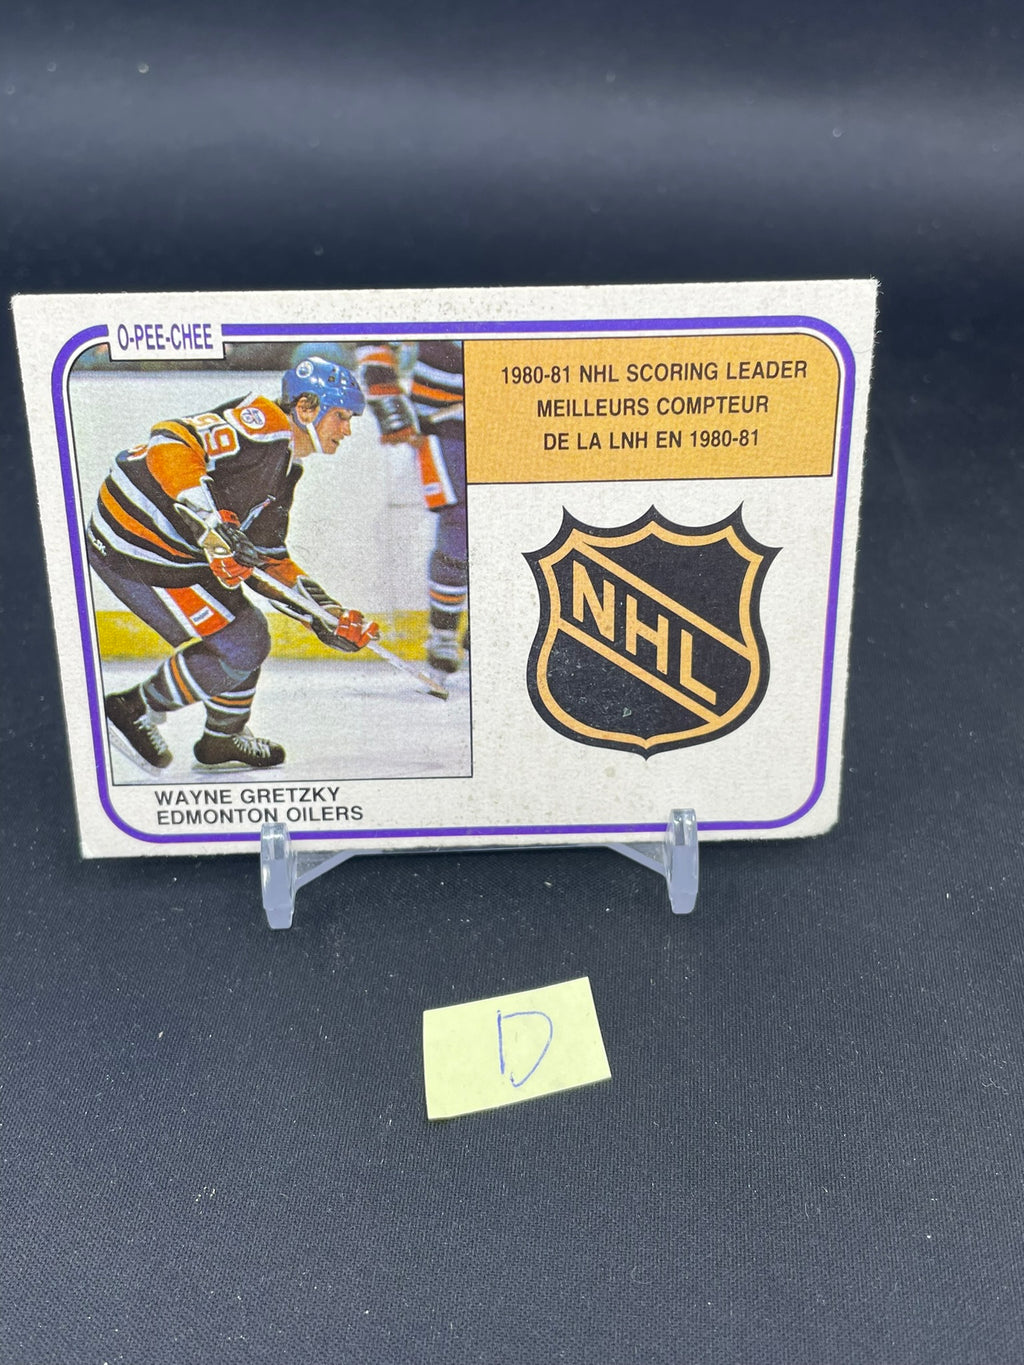 O-PEE-CHEE
1980-81 NHL SCORING LEADER
MEILLEURS COMPTEUR
DE LA LNH EN 1980-81
99
NHL
WAYNE GRETZKY
EDMONTON OILERS
D